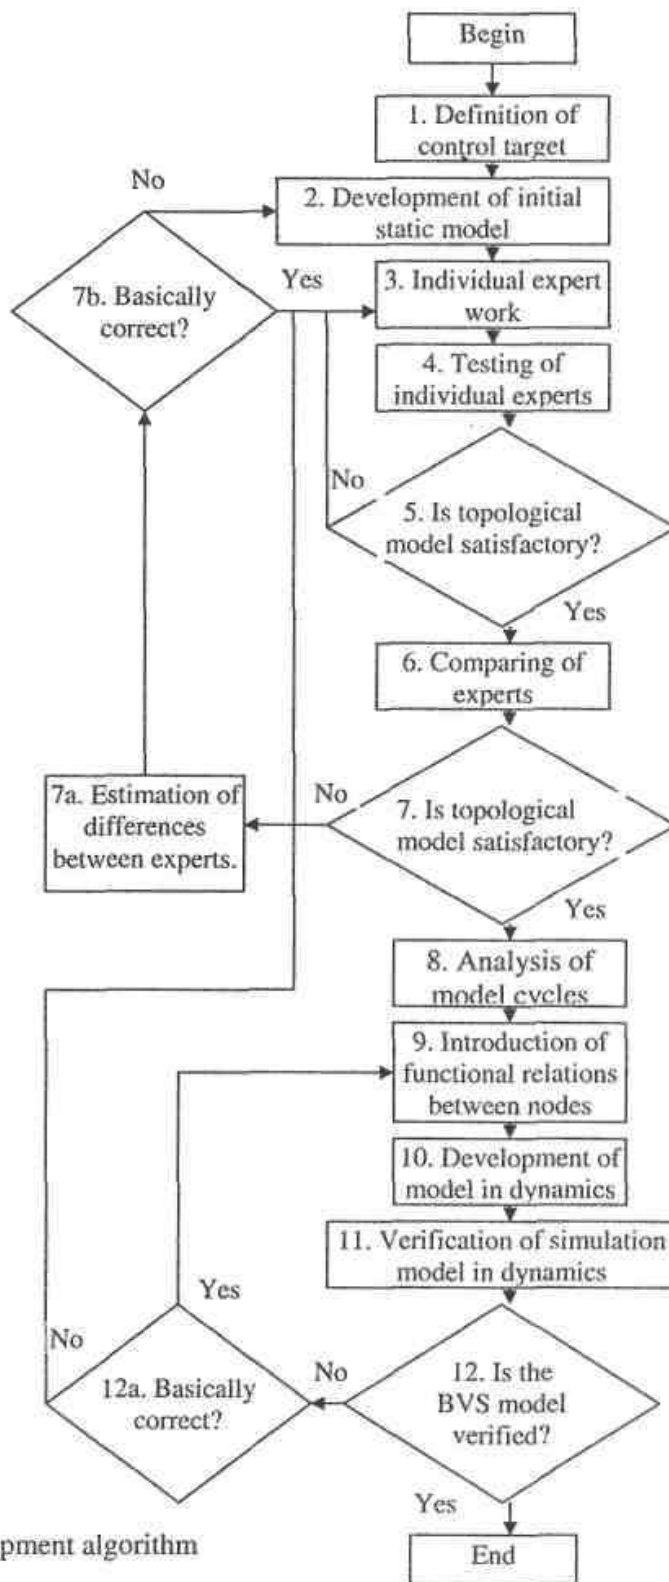 Begin
1. Definition of
control target
No
2. Development of initial
static model
7b. Basically
correct?
Yes
3. Individual expert
work
4. Testing of
individual experts
No
5. Is topological
model satisfactory?
Yes
6. Comparing of
experts
7a. Estimation of
differences
between experts.
No
7. Is topological
model satisfactory?
Yes
8. Analysis of
model cycles
9. Introduction of
functional relations
between nodes
10. Development of
model in dynamics
11. Verification of simulation
model in dynamics
Yes
No
12a. Basically
correct?
No
12. Is the
BVS model
verified?
Yes
End
pment algorithm